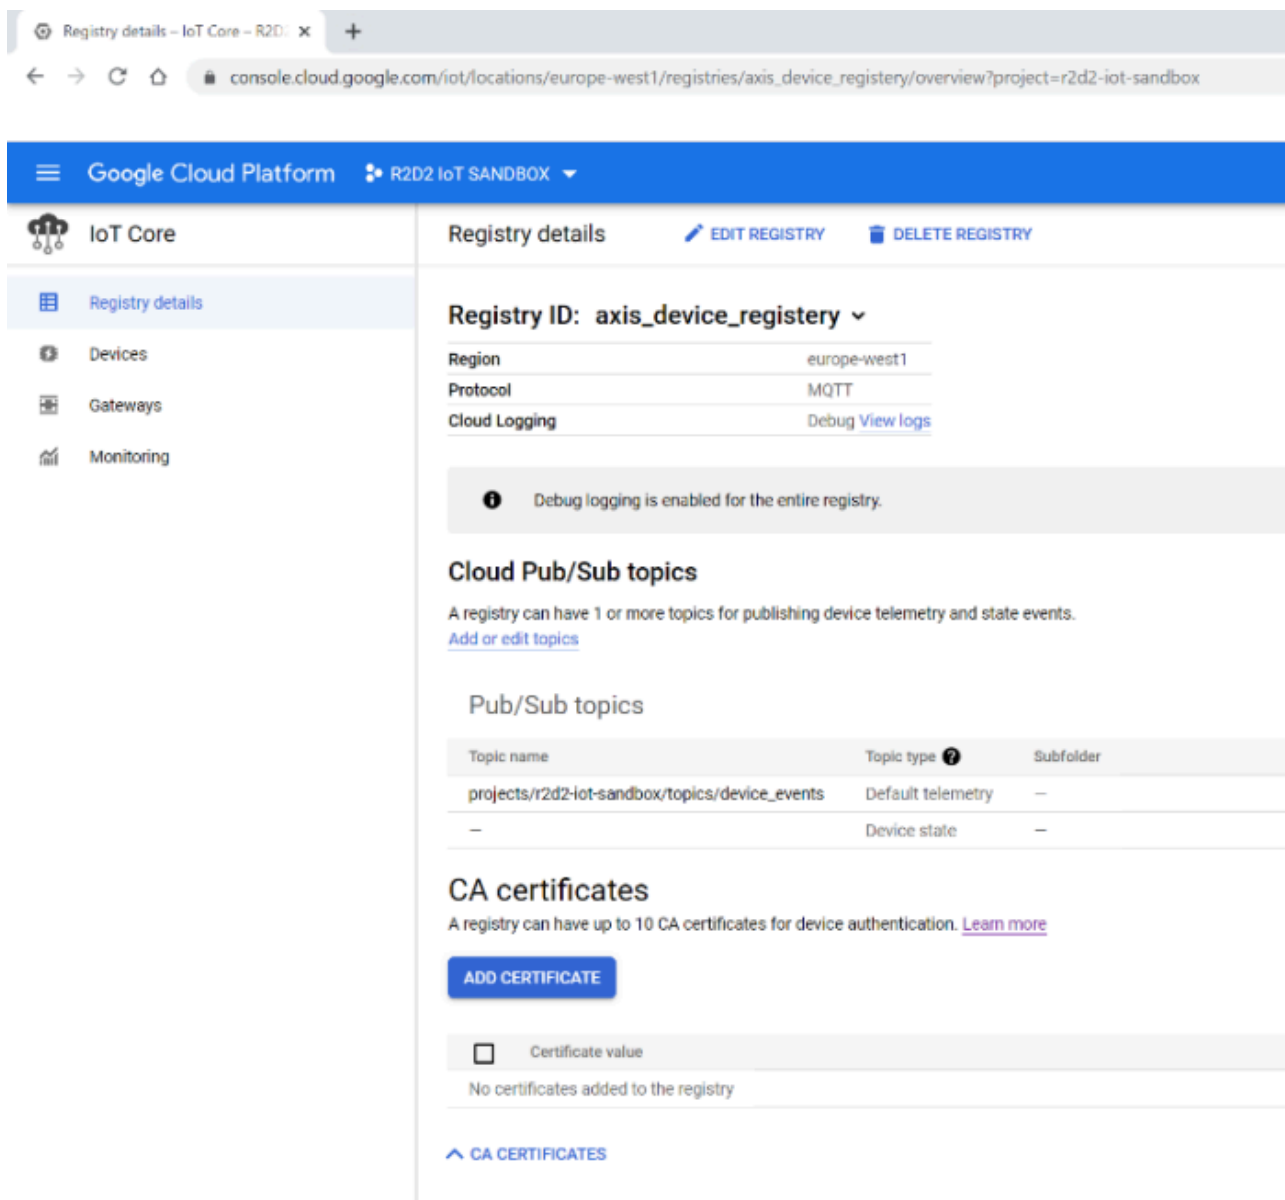 Registry details – IoT Core – R2D2
console.cloud.google.com/iot/locations/europe-west1/registries/axis_device_registery/overview?project=r2d2-iot-sandbox
Google Cloud Platform R2D2 IoT SANDBOX
IoT Core
Registry details EDIT REGISTRY DELETE REGISTRY
Registry details
Devices
Gateways
Monitoring
Registry ID: axis_device_registery
Region europe-west1
Protocol MQTT
Cloud Logging Debug View logs
Debug logging is enabled for the entire registry.
Cloud Pub/Sub topics
A registry can have 1 or more topics for publishing device telemetry and state events.
Add or edit topics
Pub/Sub topics
Topic name Topic type Subfolder
projects/r2d2-iot-sandbox/topics/device_events Default telemetry —
— Device state —
CA certificates
A registry can have up to 10 CA certificates for device authentication. Learn more
ADD CERTIFICATE
Certificate value
No certificates added to the registry
CA CERTIFICATES